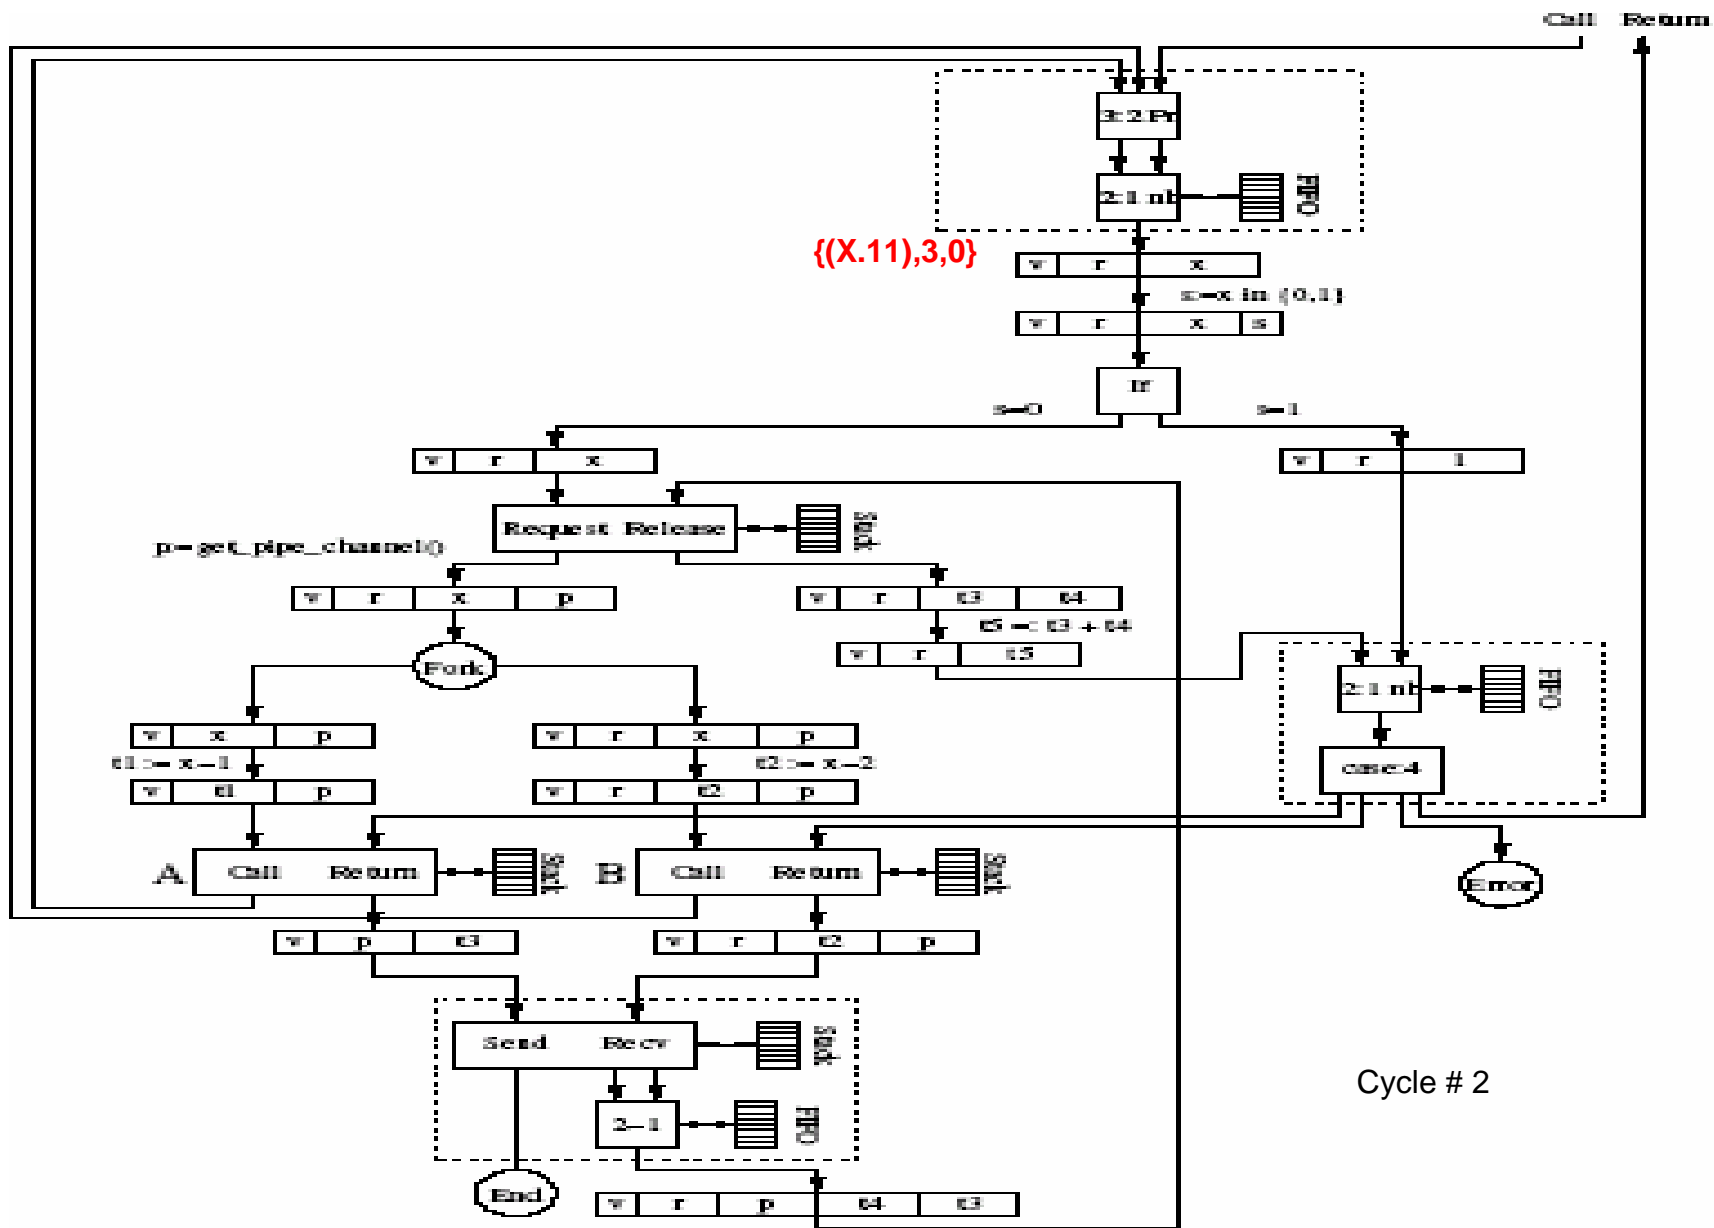 Call Return
3:2 Pr
2:1 nb
FIFO
{(X.11),3,0}
v r x
s=x in {0,1}
v r x s
If
s=0
s=1
v r x
v r 1
Request Release
Stack
p=get_pipe_channel()
v r x p
v r t3 t4
t5 =: t3 + t4
v r t5
Fork
2:1 nb
FIFO
v x p
v r x p
t1 := x-1
t2 := x-2
v t1 p
v r t2 p
case:4
A
Call Return
Stack
B
Call Return
Stack
Error
v p t3
v r t2 p
Send Recv
Stack
Cycle # 2
2-1
FIFO
End
v r p t4 t3